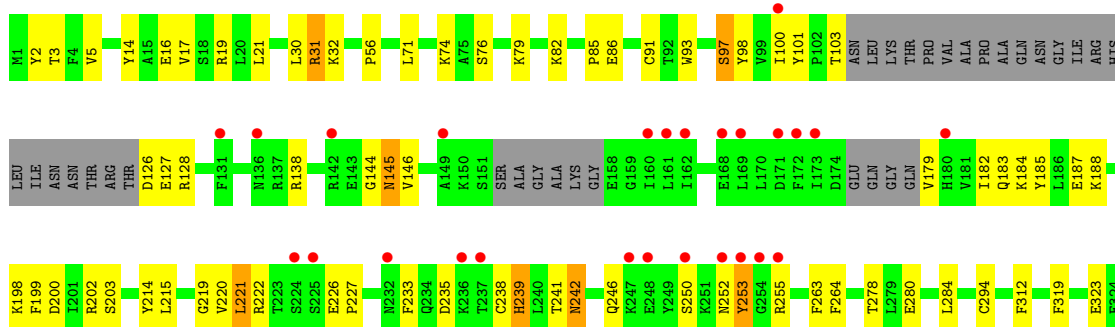 M1 Y2 T3 F4 V5 Y14 A15 E16 V17 S18 R19 L20 L21 L30 R31 K32 P56 L71 K74 A75 S76 K79 K82 P85 E86 C91 T92 W93 S97 Y98 V99 I100 Y101 P102 T103 ASN LEU LYS THR PRO VAL ALA PRO ALA GLN ASN GLY ILE ARG HIS
LEU ILE ASN ASN THR ARG THR D126 E127 R128 F131 N136 R137 R138 R142 E143 G144 N145 V146 A149 K150 S151 SER ALA GLY ALA LYS GLY E158 G159 I160 L161 I162 E168 L169 L170 D171 F172 I173 D174 GLU GLN GLY GLN V179 H180 V181 I182 Q183 K184 Y185 L186 E187 K188
K198 F199 D200 I201 R202 S203 Y214 L215 G219 V220 L221 R222 T223 S224 S225 E226 P227 N232 F233 Q234 D235 K236 T237 C238 H239 L240 T241 N242 Q246 K247 E248 Y249 S250 K251 N252 Y253 G254 R255 F263 F264 T278 L279 E280 L284 C294 F312 F319 E323